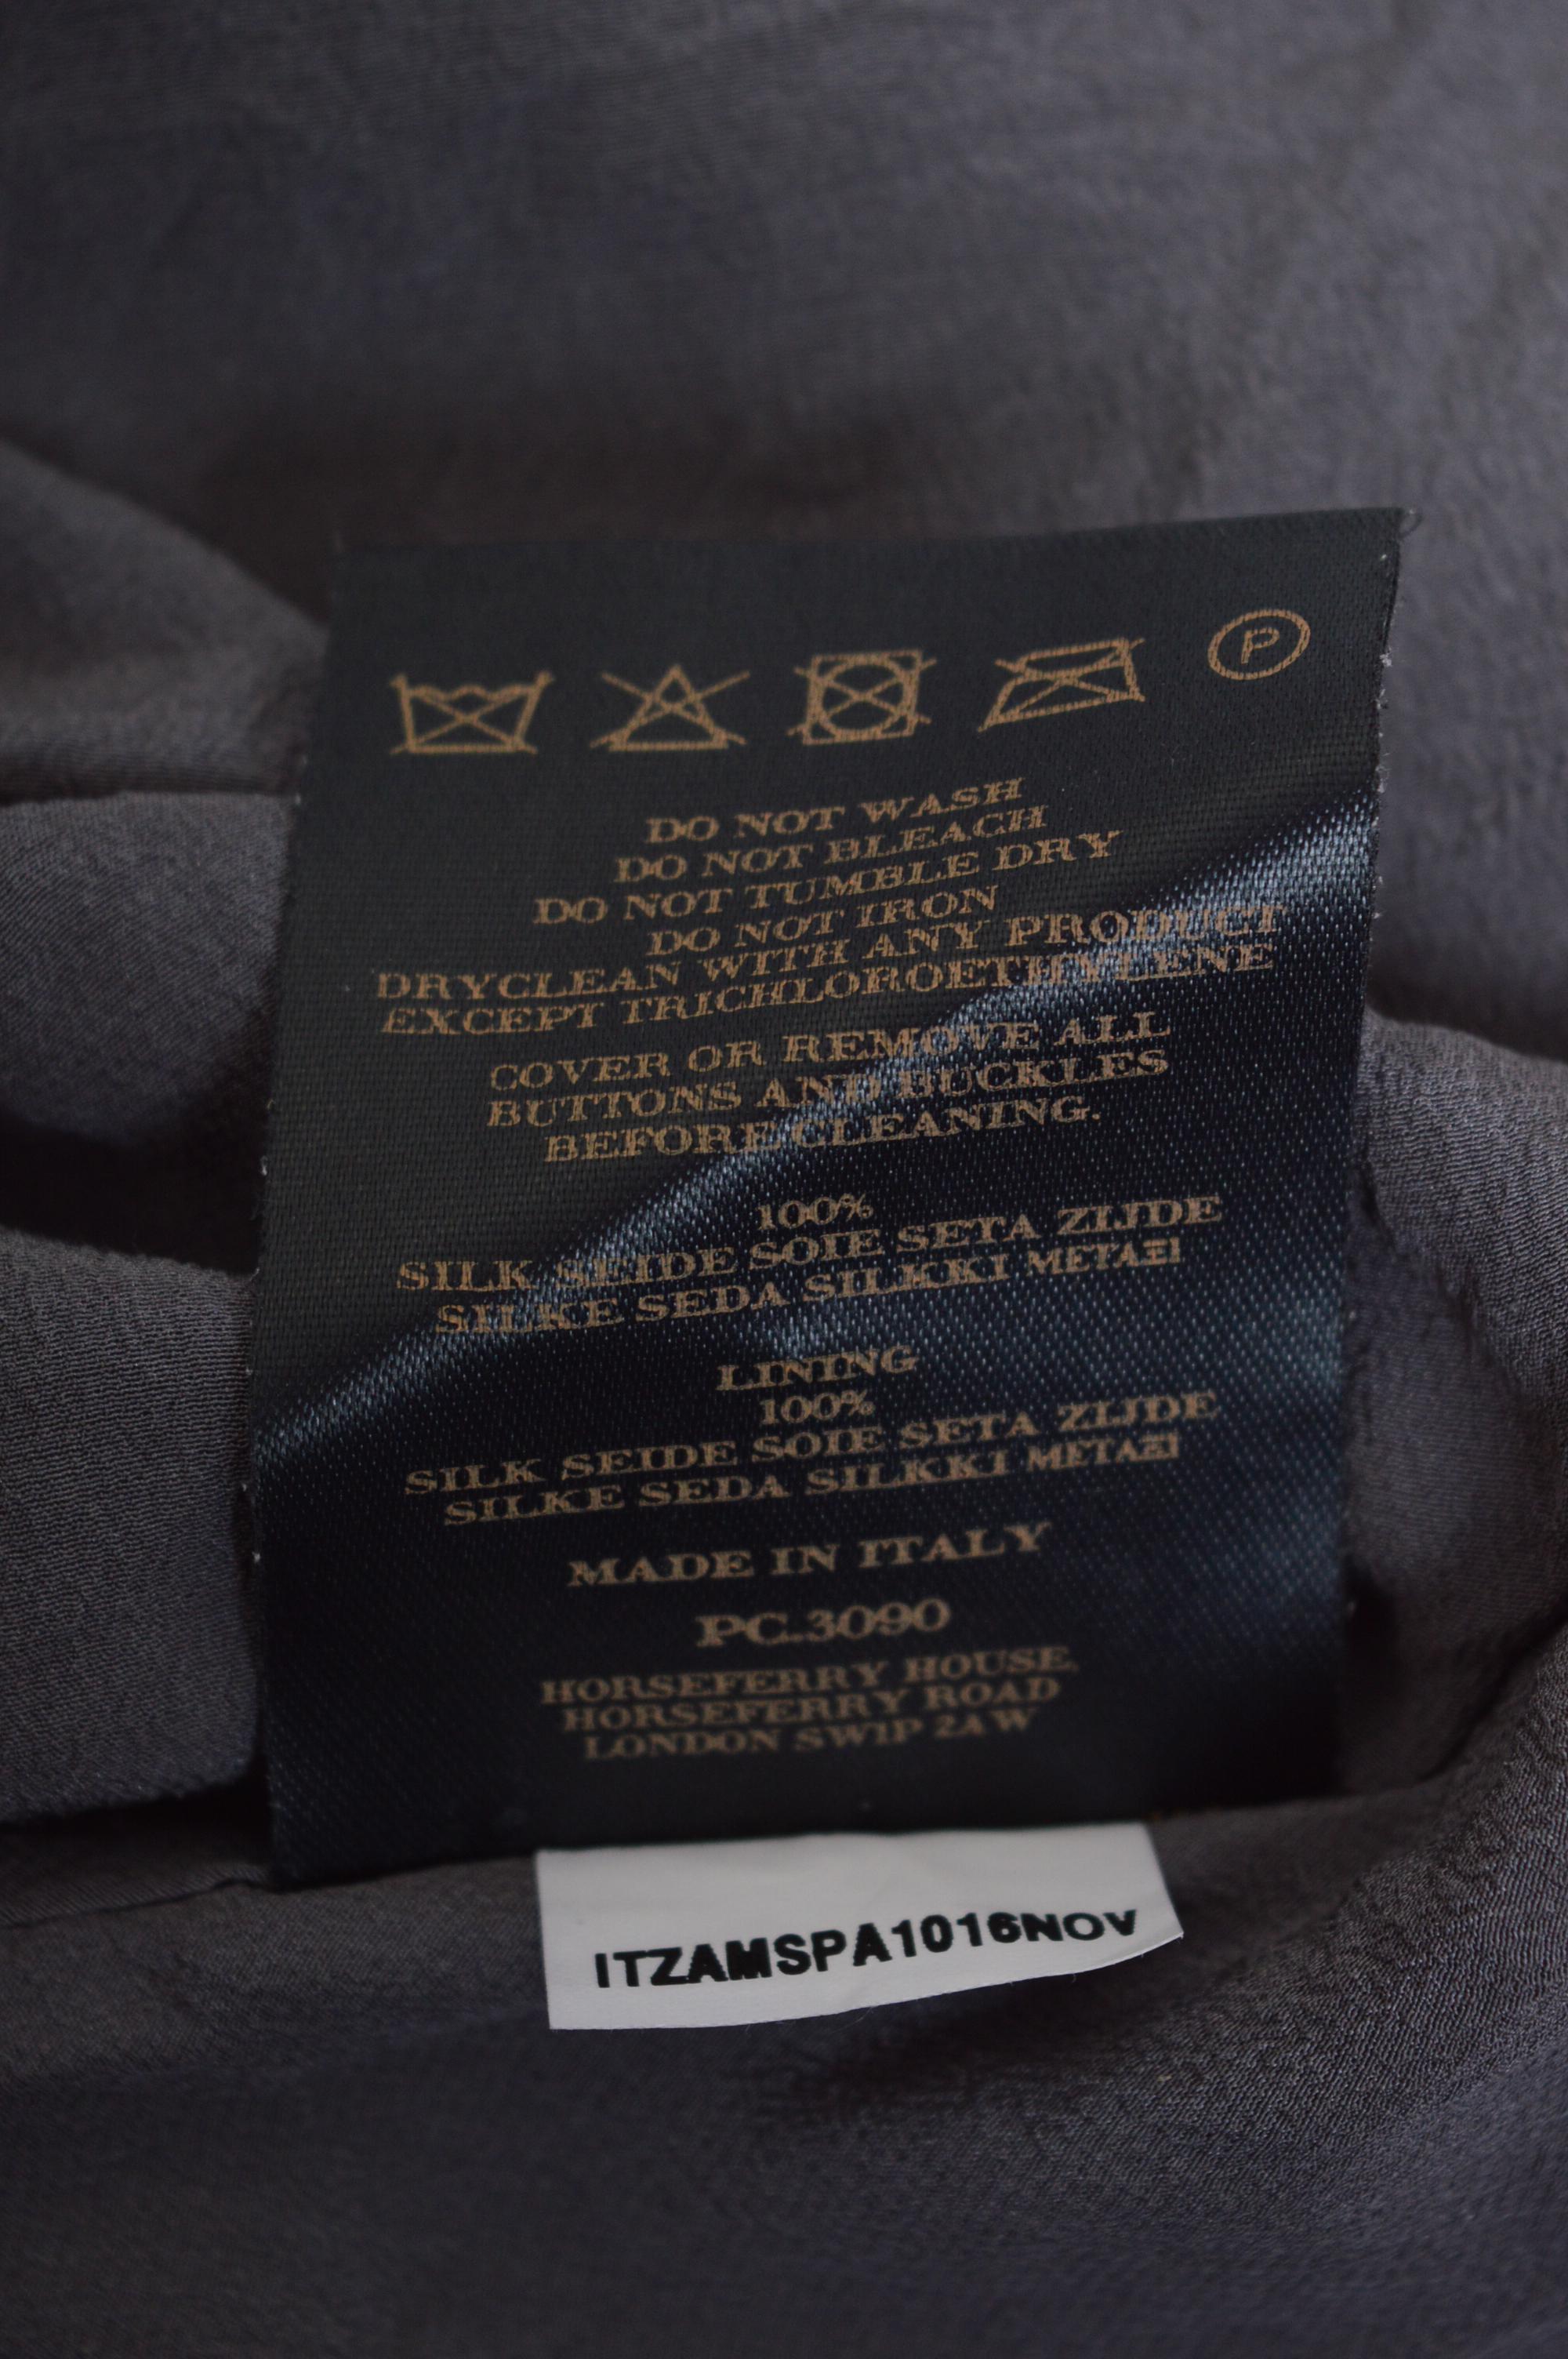 P
DO NOT WASH
DO NOT BLEACH
DO NOT TUMBLE DRY
DO NOT IRON
DRYCLEAN WITH ANY PRODUCT
EXCEPT TRICHLOROETHYLENE
COVER OR REMOVE ALL
BUTTONS AND BUCKLES
BEFORE CLEANING.
100%
SILK SEIDE SOIE SETA ZIJDE
SILKE SEDA SILKKI ΜΕΤΑΞΙ
LINING
100%
SILK SEIDE SOIE SETA ZIJDE
SILKE SEDA SILKKI ΜΕΤΑΞΙ
MADE IN ITALY
PC.3090
HORSEFERRY HOUSE,
HORSEFERRY ROAD
LONDON SW1P 2AW
ITZAMSPA1016NOV